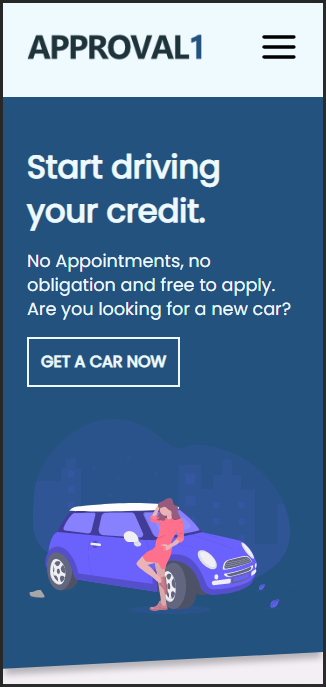 APPROVAL1
Start driving
your credit.
No Appointments, no
obligation and free to apply.
Are you looking for a new car?
GET A CAR NOW